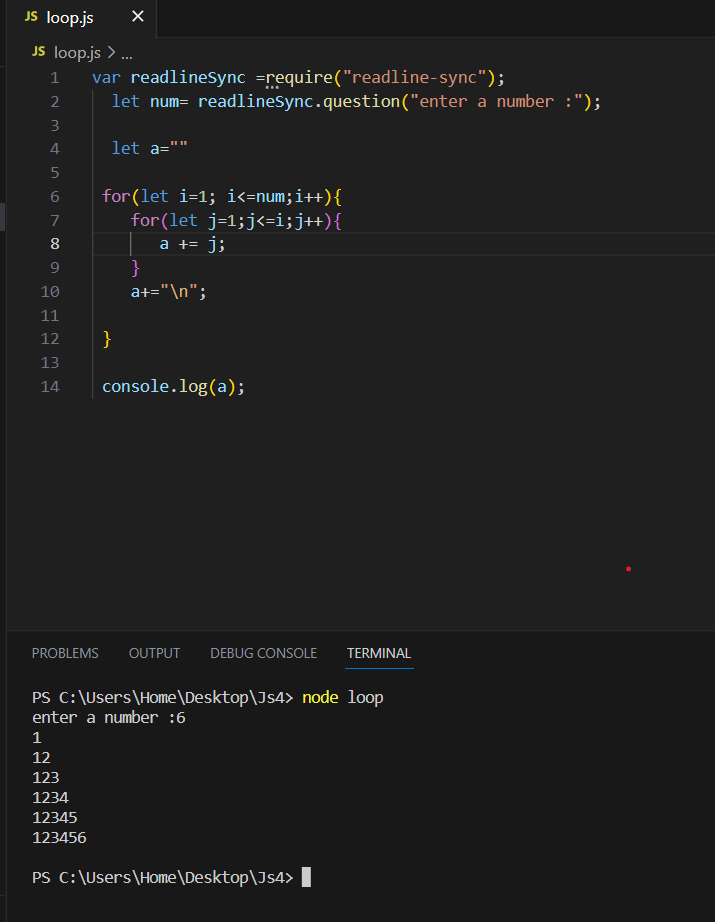 JS loop.js ×
JS loop.js > ...
1 var readlineSync =require("readline-sync");
2 let num= readlineSync.question("enter a number :");
3
4 let a=""
5
6 for(let i=1; i<=num;i++){
7 for(let j=1;j<=i;j++){
8 a += j;
9 }
10 a+="\n";
11
12 }
13
14 console.log(a);
PROBLEMS OUTPUT DEBUG CONSOLE TERMINAL
PS C:\Users\Home\Desktop\Js4> node loop
enter a number :6
1
12
123
1234
12345
123456
PS C:\Users\Home\Desktop\Js4>